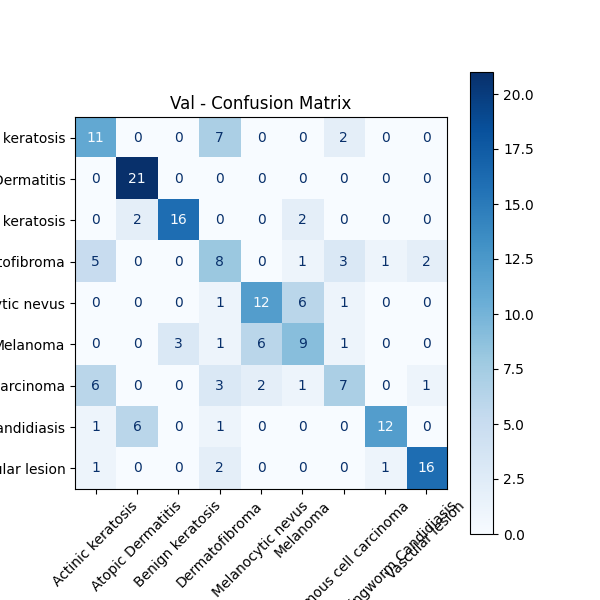 Val - Confusion Matrix
keratosis 11 0 0 7 0 0 2 0 0
Dermatitis 0 21 0 0 0 0 0 0 0
keratosis 0 2 16 0 0 2 0 0 0
tofibroma 5 0 0 8 0 1 3 1 2
ytic nevus 0 0 0 1 12 6 1 0 0
Melanoma 0 0 3 1 6 9 1 0 0
arcinoma 6 0 0 3 2 1 7 0 1
andidiasis 1 6 0 1 0 0 0 12 0
ular lesion 1 0 0 2 0 0 0 1 16
Actinic keratosis
Atopic Dermatitis
Benign keratosis
Dermatofibroma
Melanocytic nevus
Melanoma
mous cell carcinoma
ngworm Candidiasis
Vascular lesion
20.0
17.5
15.0
12.5
10.0
7.5
5.0
2.5
0.0